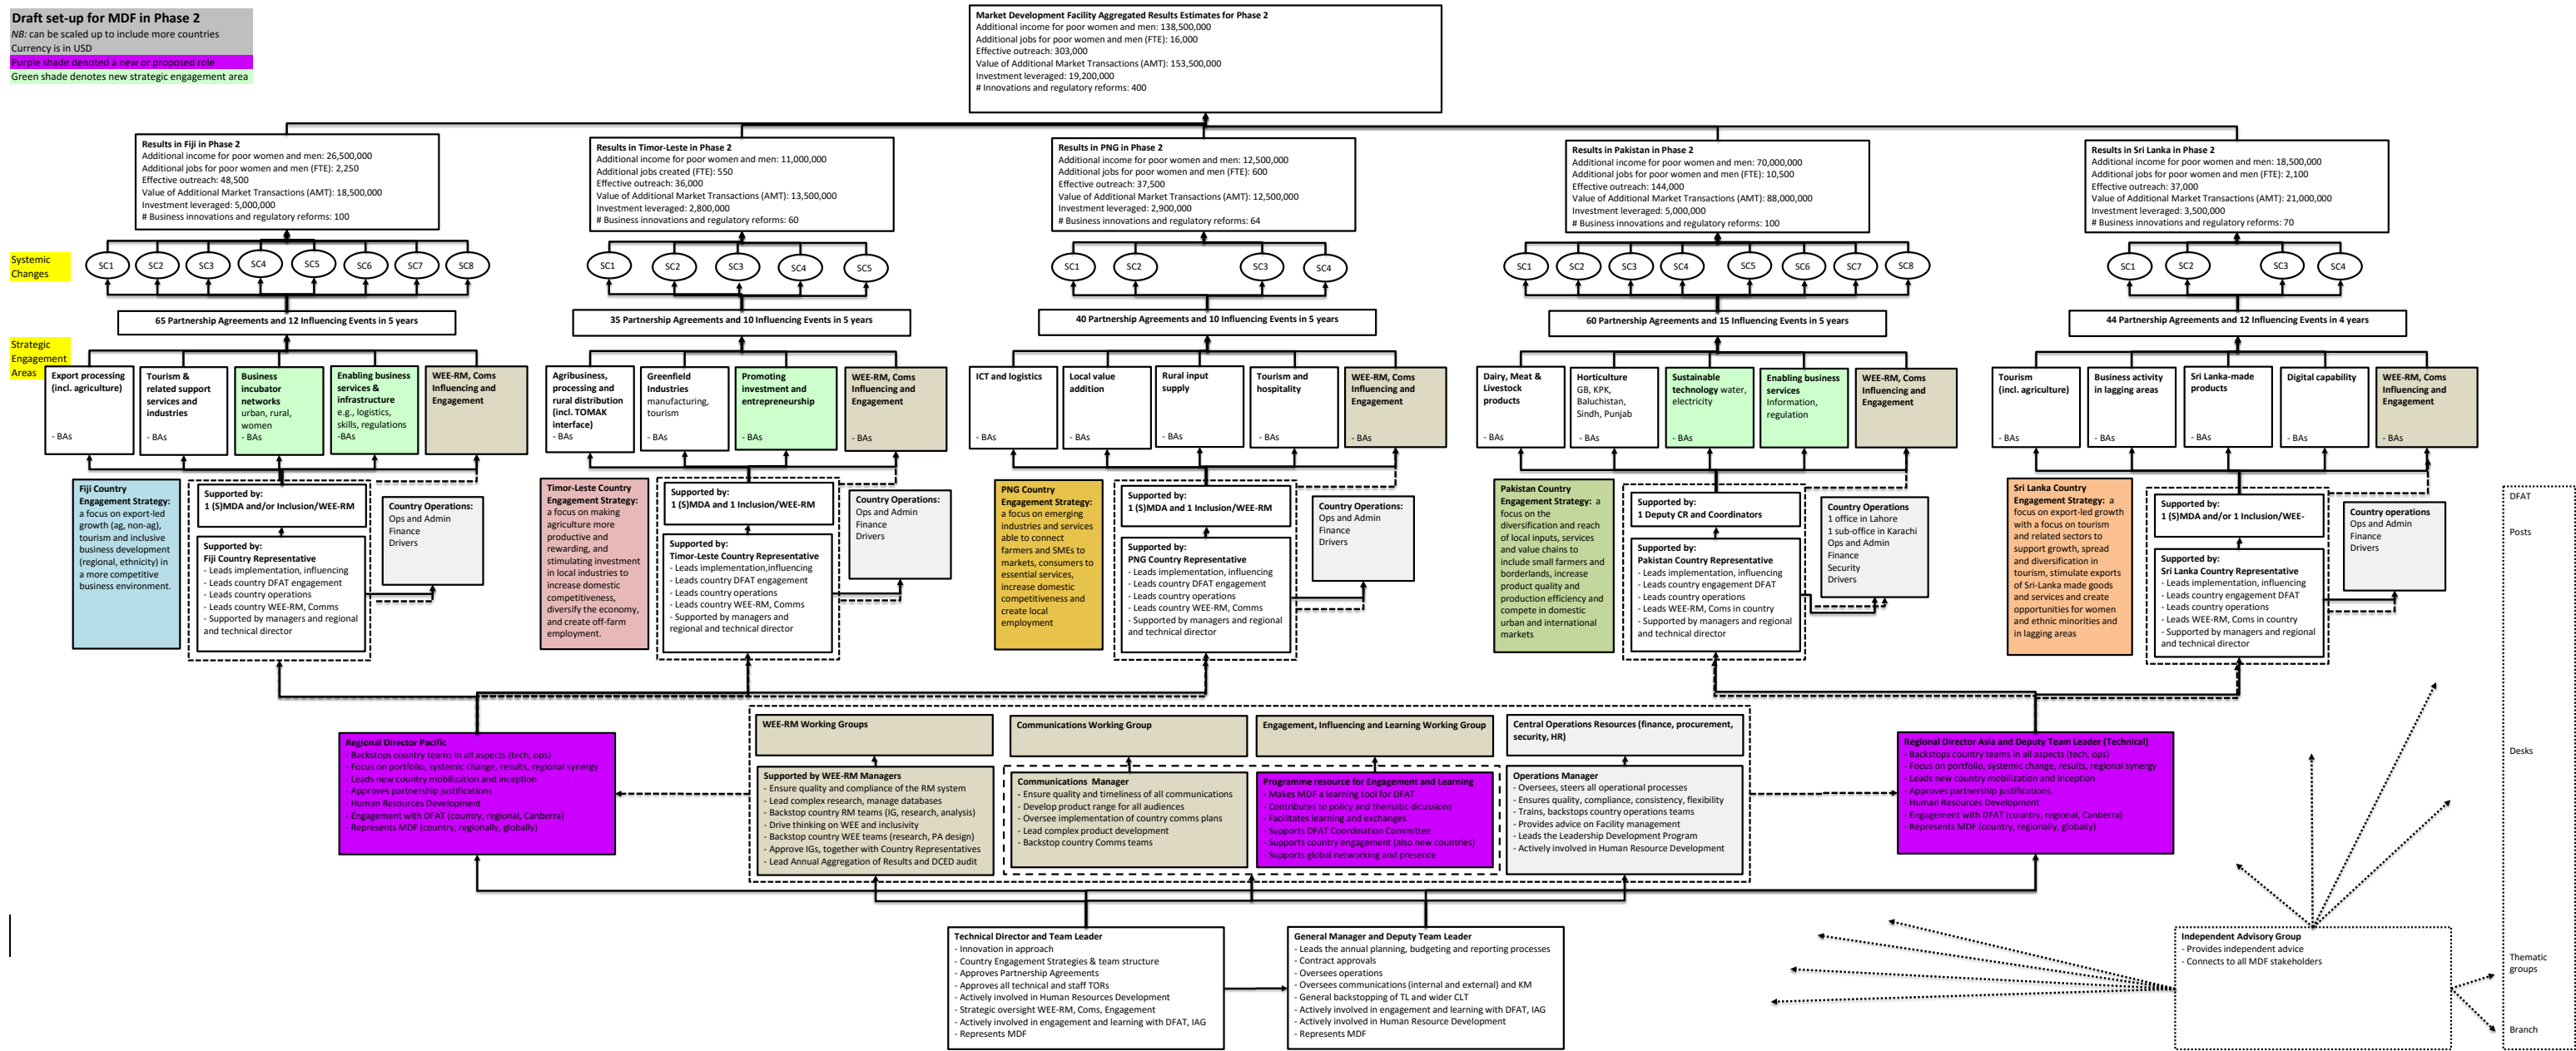 Draft set-up for MDF in Phase 2
NB: can be scaled up to include more countries
Currency is in USD
Purple shade denoted a new or proposed role
Green shade denotes new strategic engagement area
Market Development Facility Aggregated Results Estimates for Phase 2
Additional income for poor women and men: 138,500,000
Additional jobs for poor women and men (FTE): 16,000
Effective outreach: 303,000
Value of Additional Market Transactions (AMT): 153,500,000
Investment leveraged: 19,200,000
# Innovations and regulatory reforms: 400
Results in Fiji in Phase 2
Additional income for poor women and men: 26,500,000
Additional jobs for poor women and men (FTE): 2,250
Effective outreach: 48,500
Value of Additional Market Transactions (AMT): 18,500,000
Investment leveraged: 5,000,000
# Business innovations and regulatory reforms: 100
Results in Timor-Leste in Phase 2
Additional income for poor women and men: 11,000,000
Additional jobs created (FTE): 550
Effective outreach: 36,000
Value of Additional Market Transactions (AMT): 13,500,000
Investment leveraged: 2,800,000
# Business innovations and regulatory reforms: 60
Results in PNG in Phase 2
Additional income for poor women and men: 12,500,000
Additional jobs for poor women and men (FTE): 600
Effective outreach: 37,500
Value of Additional Market Transactions (AMT): 12,500,000
Investment leveraged: 2,900,000
# Business innovations and regulatory reforms: 64
Results in Pakistan in Phase 2
Additional income for poor women and men: 70,000,000
Additional jobs for poor women and men (FTE): 10,500
Effective outreach: 144,000
Value of Additional Market Transactions (AMT): 88,000,000
Investment leveraged: 5,000,000
# Business innovations and regulatory reforms: 100
Results in Sri Lanka in Phase 2
Additional income for poor women and men: 18,500,000
Additional jobs for poor women and men (FTE): 2,100
Effective outreach: 37,000
Value of Additional Market Transactions (AMT): 21,000,000
Investment leveraged: 3,500,000
# Business innovations and regulatory reforms: 70
Systemic
Changes
SC1 SC2 SC3 SC4 SC5 SC6 SC7 SC8
SC1 SC2 SC3 SC4 SC5
SC1 SC2 SC3 SC4
SC1 SC2 SC3 SC4 SC5 SC6 SC7 SC8
SC1 SC2 SC3 SC4
65 Partnership Agreements and 12 Influencing Events in 5 years
35 Partnership Agreements and 10 Influencing Events in 5 years
40 Partnership Agreements and 10 Influencing Events in 5 years
60 Partnership Agreements and 15 Influencing Events in 5 years
44 Partnership Agreements and 12 Influencing Events in 4 years
Strategic
Engagement
Areas
Export processing
(incl. agriculture)
- BAs
Tourism &
related support
services and
industries
- BAs
Business
incubator
networks
urban, rural,
women
- BAs
Enabling business
services &
infrastructure
e.g., logistics,
skills, regulations
-BAs
WEE-RM, Coms
Influencing and
Engagement
Agribusiness,
processing and
rural distribution
(incl. TOMAK
interface)
- BAs
Greenfield
Industries
manufacturing,
tourism
- BAs
Promoting
investment and
entrepreneurship
- BAs
WEE-RM, Coms
Influencing and
Engagement
- BAs
ICT and logistics
- BAs
Local value
addition
- BAs
Rural input
supply
- BAs
Tourism and
hospitality
- BAs
WEE-RM, Coms
Influencing and
Engagement
- BAs
Dairy, Meat &
Livestock
products
- BAs
Horticulture
GB, KPK,
Baluchistan,
Sindh, Punjab
- BAs
Sustainable
technology water,
electricity
- BAs
Enabling business
services
Information,
regulation
- BAs
WEE-RM, Coms
Influencing and
Engagement
- BAs
Tourism
(incl. agriculture)
- BAs
Business activity
in lagging areas
- BAs
Sri Lanka-made
products
- BAs
Digital capability
- BAs
WEE-RM, Coms
Influencing and
Engagement
- BAs
Fiji Country
Engagement Strategy:
a focus on export-led
growth (ag, non-ag),
tourism and inclusive
business development
(regional, ethnicity) in
a more competitive
business environment.
Supported by:
1 (S)MDA and/or Inclusion/WEE-RM
Supported by:
Fiji Country Representative
- Leads implementation, influencing
- Leads country DFAT engagement
- Leads country operations
- Leads country WEE-RM, Comms
- Supported by managers and regional
and technical director
Country Operations:
Ops and Admin
Finance
Drivers
Timor-Leste Country
Engagement Strategy:
a focus on making
agriculture more
productive and
rewarding, and
stimulating investment
in local industries to
increase domestic
competitiveness,
diversify the economy,
and create off-farm
employment.
Supported by:
1 (S)MDA and 1 Inclusion/WEE-RM
Supported by:
Timor-Leste Country Representative
- Leads implementation,influencing
- Leads country DFAT engagement
- Leads country operations
- Leads country WEE-RM, Comms
- Supported by managers and
regional and technical director
Country Operations:
Ops and Admin
Finance
Drivers
PNG Country
Engagement Strategy:
a focus on emerging
industries and services
able to connect
farmers and SMEs to
markets, consumers to
essential services,
increase domestic
competitiveness and
create local
employment
Supported by:
1 (S)MDA and 1 Inclusion/WEE-RM
Supported by:
PNG Country Representative
- Leads implementation, influencing
- Leads country DFAT engagement
- Leads country operations
- Leads country WEE-RM, Comms
- Supported by managers and regional
and technical director
Country Operations:
Ops and Admin
Finance
Drivers
Pakistan Country
Engagement Strategy: a
focus on the
diversification and reach
of local inputs, services
and value chains to
include small farmers and
borderlands, increase
product quality and
production efficiency and
compete in domestic
urban and international
markets
Supported by:
1 Deputy CR and Coordinators
Supported by:
Pakistan Country Representative
- Leads implementation, influencing
- Leads country engagement DFAT
- Leads country operations
- Leads WEE-RM, Coms in country
- Supported by managers and regional
and technical director
Country Operations
1 office in Lahore
1 sub-office in Karachi
Ops and Admin
Finance
Security
Drivers
Sri Lanka Country
Engagement Strategy: a
focus on export-led growth
with a focus on tourism
and related sectors to
support growth, spread
and diversification in
tourism, stimulate exports
of Sri-Lanka made goods
and services and create
opportunities for women
and ethnic minorities and
in lagging areas
Supported by:
1 (S)MDA and/or 1 Inclusion/WEE-
Supported by:
Sri Lanka Country Representative
- Leads implementation, influencing
- Leads country engagement DFAT
- Leads country operations
- Leads WEE-RM, Coms in country
- Supported by managers and regional
and technical director
Country operations
Ops and Admin
Finance
Drivers
DFAT
Posts
Desks
Thematic
groups
Branch
Regional Director Pacific
- Backstops country teams in all aspects (tech, ops)
- Focus on portfolio, systemic change, results, regional synergy
- Leads new country mobilization and inception
- Approves partnership justifications
- Human Resources Development
- Engagement with DFAT (country, regional, Canberra)
- Represents MDF (country, regionally, globally)
WEE-RM Working Groups
Supported by WEE-RM Managers
- Ensure quality and compliance of the RM system
- Lead complex research, manage databases
- Backstop country RM teams (IG, research, analysis)
- Drive thinking on WEE and inclusivity
- Backstop country WEE teams (research, PA design)
- Approve IGs, together with Country Representatives
- Lead Annual Aggregation of Results and DCED audit
Communications Working Group
Communications Manager
- Ensure quality and timeliness of all communications
- Develop product range for all audiences
- Oversee implementation of country comms plans
- Lead complex product development
- Backstop country Comms teams
Engagement, Influencing and Learning Working Group
Programme resource for Engagement and Learning
- Makes MDF a learning tool for DFAT
- Contributes to policy and thematic dicussions
- Facilitates learning and exchanges
- Supports DFAT Coordination Committee
- Supports country engagement (also new countries)
- Supports global networking and presence
Central Operations Resources (finance, procurement,
security, HR)
Operations Manager
- Oversees, steers all operational processes
- Ensures quality, compliance, consistency, flexibility
- Trains, backstops country operations teams
- Provides advice on Facility management
- Leads the Leadership Development Program
- Actively involved in Human Resource Development
Regional Director Asia and Deputy Team Leader (Technical)
- Backstops country teams in all aspects (tech, ops)
- Focus on portfolio, systemic change, results, regional synergy
- Leads new country mobilization and inception
- Approves partnership justifications,
- Human Resources Development
- Engagement with DFAT (country, regional, Canberra)
- Represents MDF (country, regionally, globally)
Technical Director and Team Leader
- Innovation in approach
- Country Engagement Strategies & team structure
- Approves Partnership Agreements
- Approves all technical and staff TORs
- Actively involved in Human Resources Development
- Strategic oversight WEE-RM, Coms, Engagement
- Actively involved in engagement and learning with DFAT, IAG
- Represents MDF
General Manager and Deputy Team Leader
- Leads the annual planning, budgeting and reporting processes
- Contract approvals
- Oversees operations
- Oversees communications (internal and external) and KM
- General backstopping of TL and wider CLT
- Actively involved in engagement and learning with DFAT, IAG
- Actively involved in Human Resource Development
- Represents MDF
Independent Advisory Group
- Provides independent advice
- Connects to all MDF stakeholders